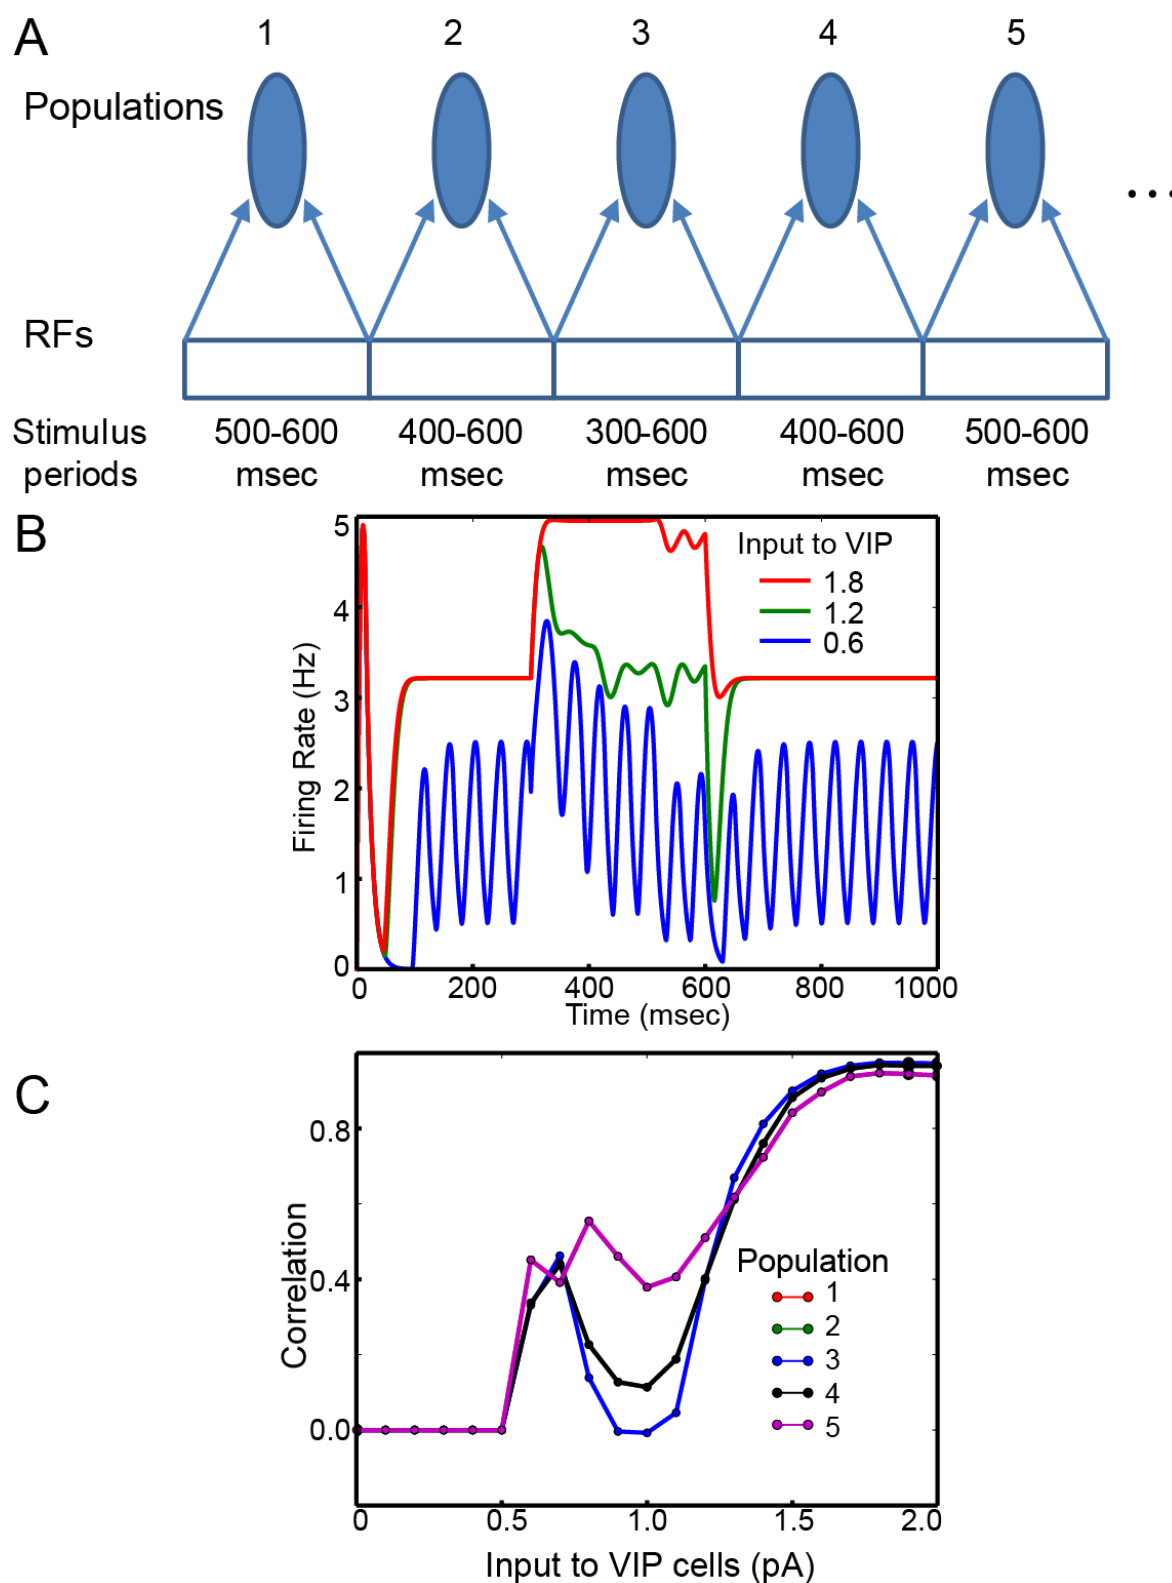 A
1 2 3 4 5
Populations
...
RFs
Stimulus periods
500-600 msec
400-600 msec
300-600 msec
400-600 msec
500-600 msec
B
Firing Rate (Hz)
5
4
3
2
1
0
Input to VIP
1.8
1.2
0.6
0 200 400 600 800 1000
Time (msec)
C
Correlation
0.8
0.4
0.0
Population
1
2
3
4
5
0 0.5 1.0 1.5 2.0
Input to VIP cells (pA)